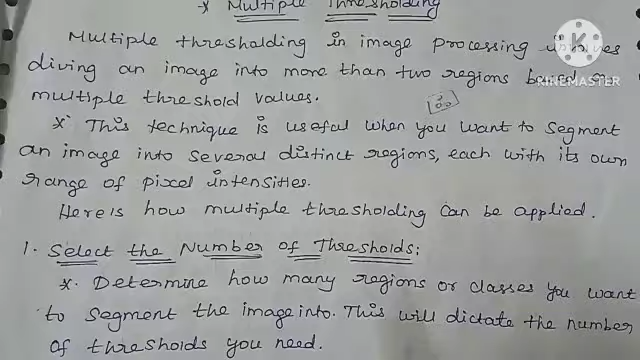 * Multiple Thresholding
Multiple thresholding in image processing
diving an image into more than two regions based
multiple threshold values.
* This technique is useful when you want to segment
an image into several distinct regions, each with its own
range of pixel intensities.
Here is how multiple thresholding can be applied.
1. Select the Number of Thresholds:
* Determine how many regions or classes you want
to segment the image into. This will dictate the number
of thresholds you need.
KINEMASTER